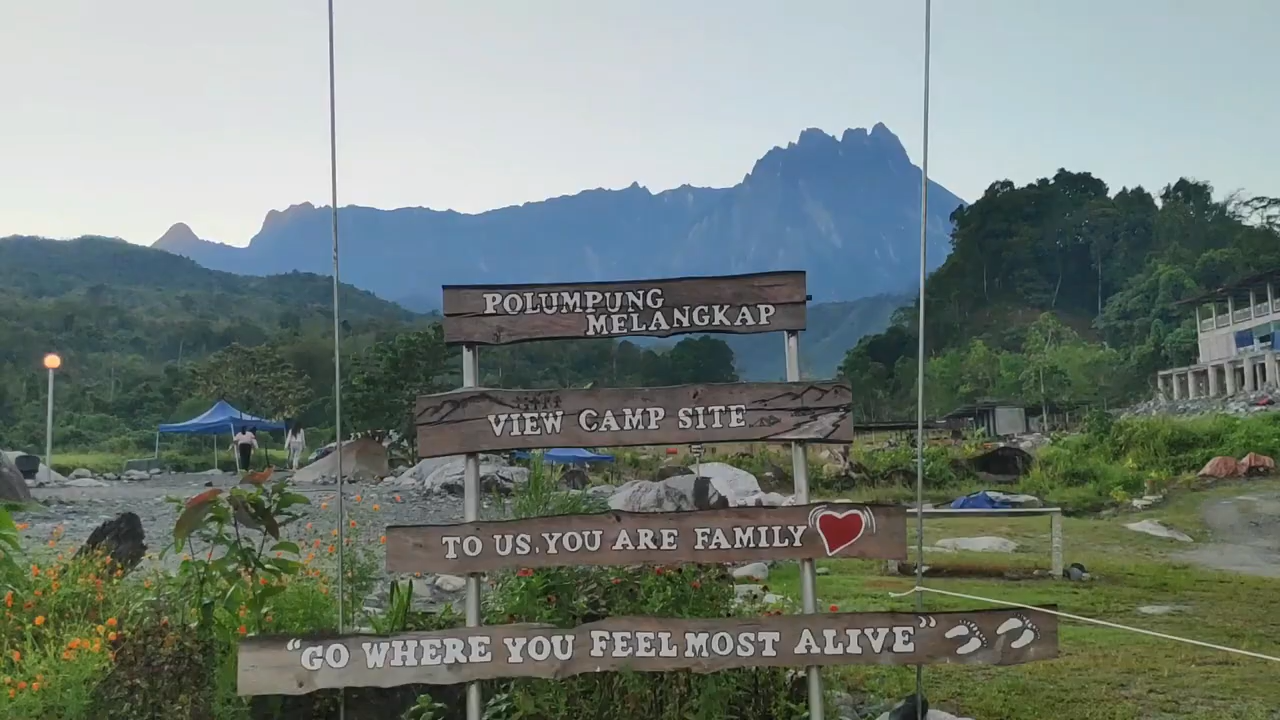 POLUMPUNG
MELANGKAP
VIEW CAMP SITE
TO US, YOU ARE FAMILY
"GO WHERE YOU FEEL MOST ALIVE"